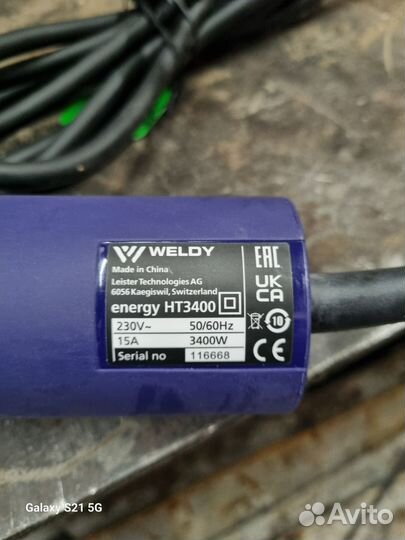 WELDY
Made in China
Leister Technologies AG
6056 Kaegiswil, Switzerland
energy HT3400
230V~ 50/60Hz
15A 3400W
Serial no 116668
EAC
UK
CA
10
CE
Galaxy S21 5G
Avito